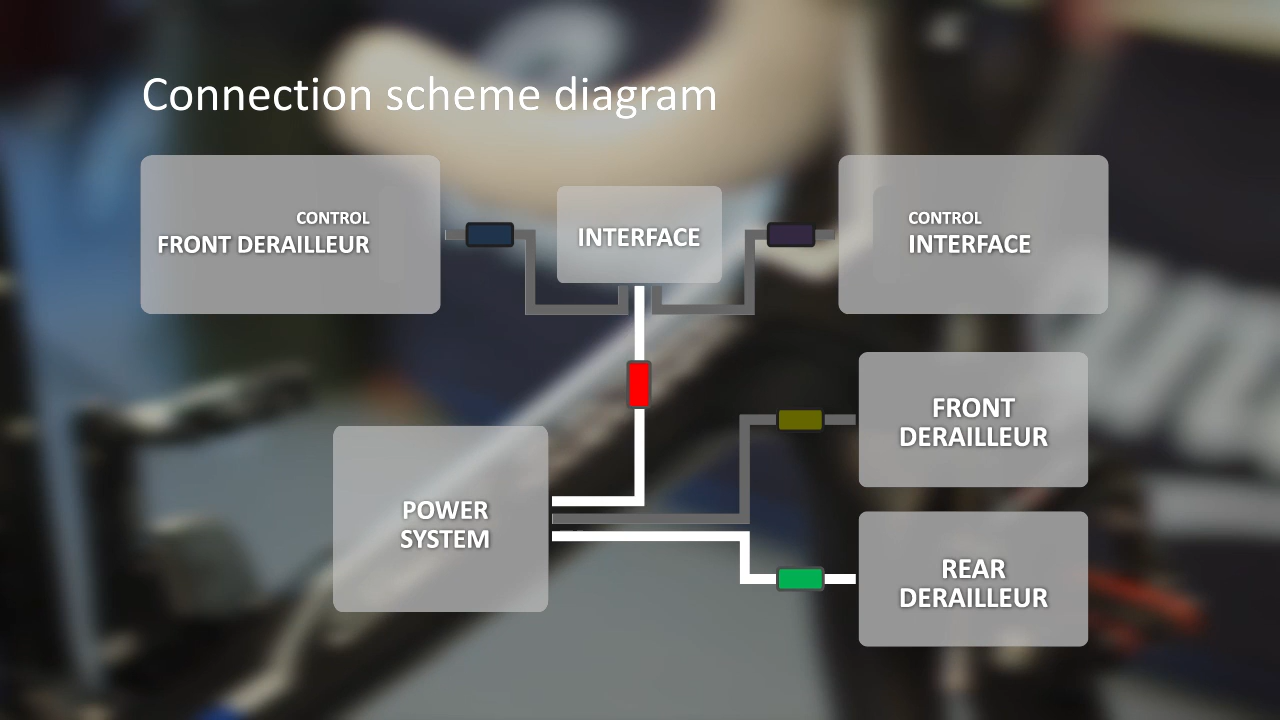 Connection scheme diagram
CONTROL
FRONT DERAILLEUR
INTERFACE
CONTROL
INTERFACE
FRONT
DERAILLEUR
POWER
SYSTEM
REAR
DERAILLEUR